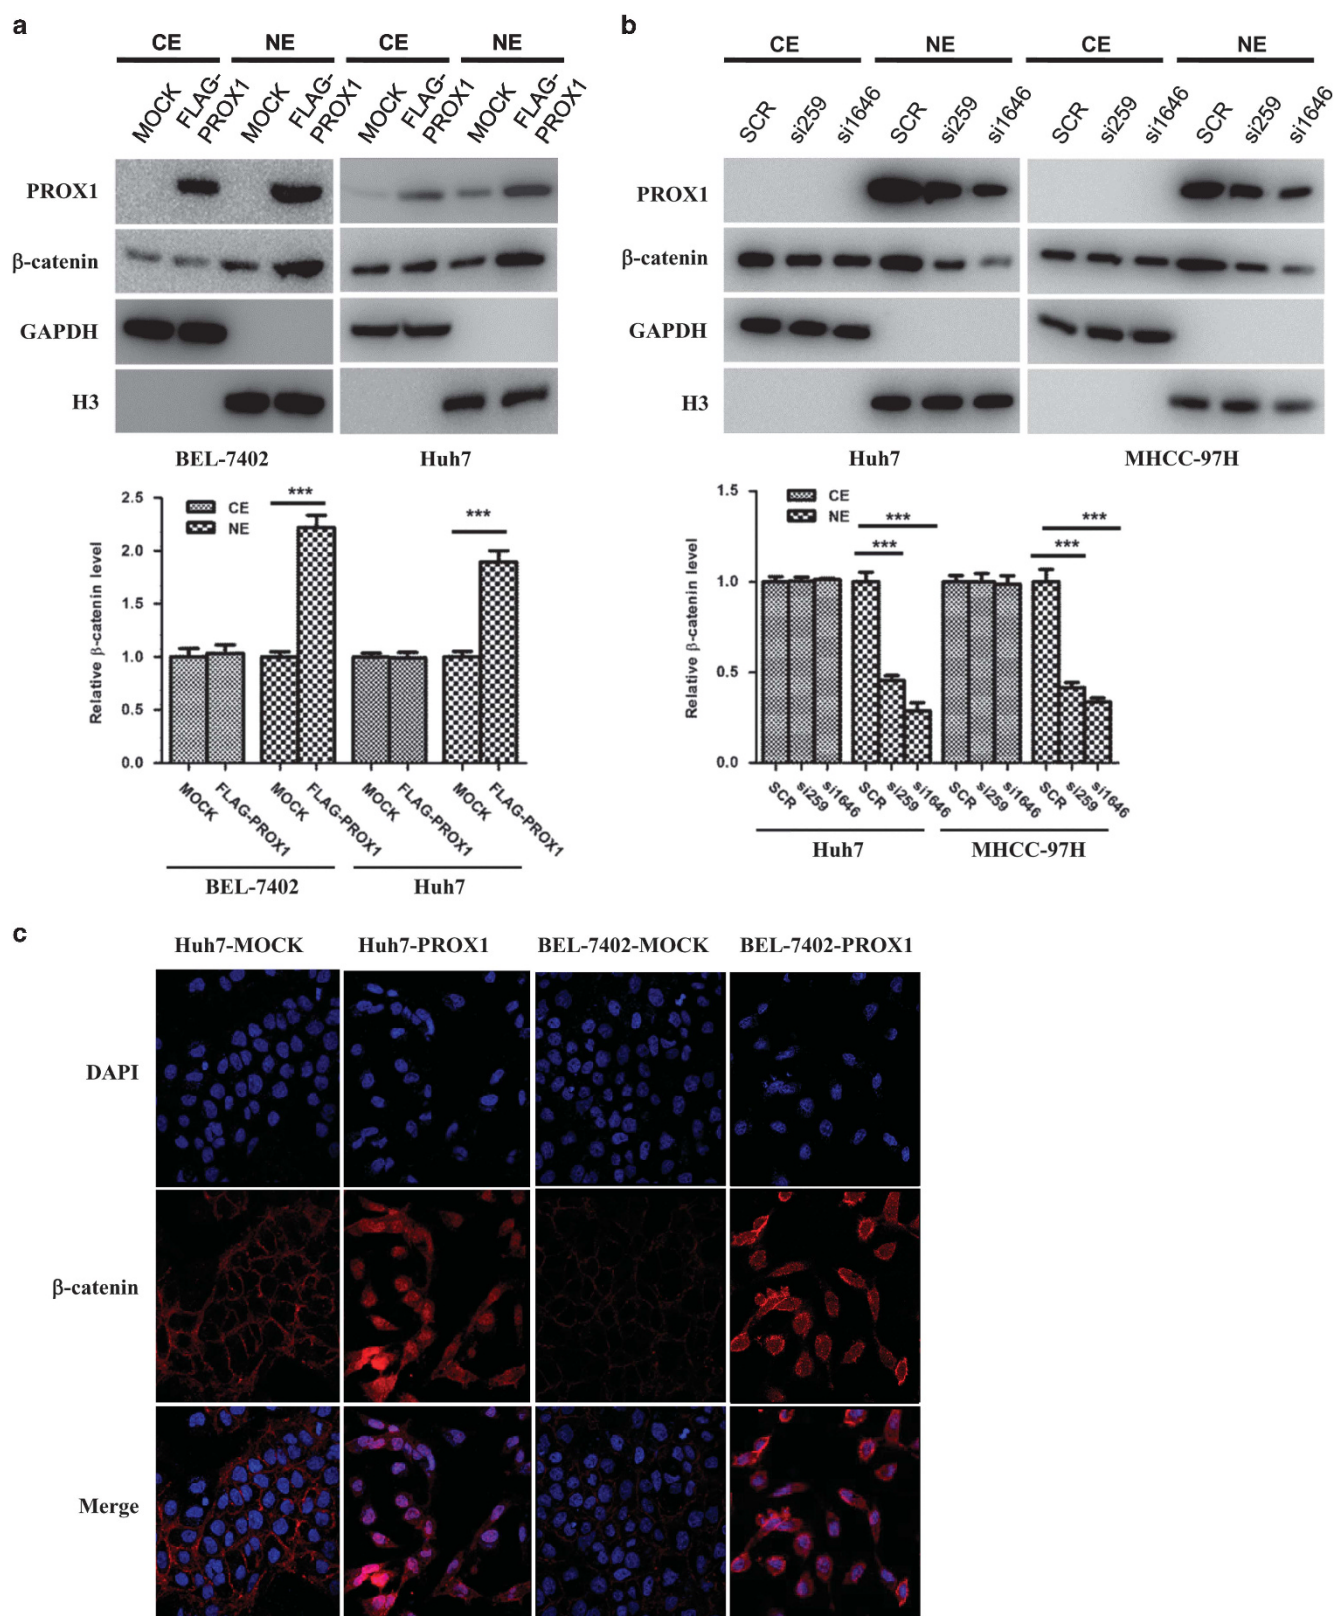 a
CE NE CE NE
MOCK FLAG-PROX1 MOCK FLAG-PROX1 MOCK FLAG-PROX1 MOCK FLAG-PROX1
PROX1
β-catenin
GAPDH
H3
BEL-7402 Huh7
Relative β-catenin level
2.5
2.0
1.5
1.0
0.5
0.0
CE
NE
*** ***
MOCK FLAG-PROX1 MOCK FLAG-PROX1 MOCK FLAG-PROX1 MOCK FLAG-PROX1
BEL-7402 Huh7
b
CE NE CE NE
SCR si259 si1646 SCR si259 si1646 SCR si259 si1646 SCR si259 si1646
PROX1
β-catenin
GAPDH
H3
Huh7 MHCC-97H
Relative β-catenin level
1.5
1.0
0.5
0.0
CE
NE
*** ***
*** ***
SCR si259 si1646 SCR si259 si1646 SCR si259 si1646 SCR si259 si1646
Huh7 MHCC-97H
c
Huh7-MOCK Huh7-PROX1 BEL-7402-MOCK BEL-7402-PROX1
DAPI
β-catenin
Merge